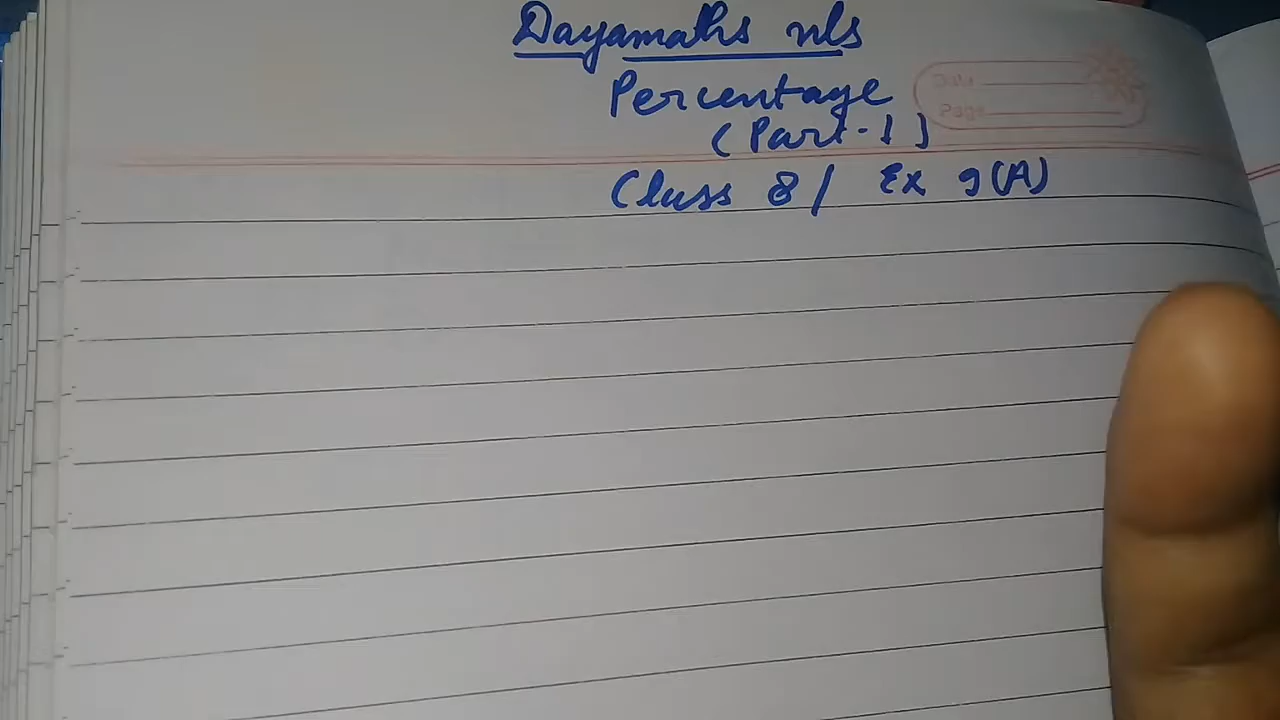 Dayamaths nls
Percentage
(Part-1)
Class 8 / Ex 9(A)